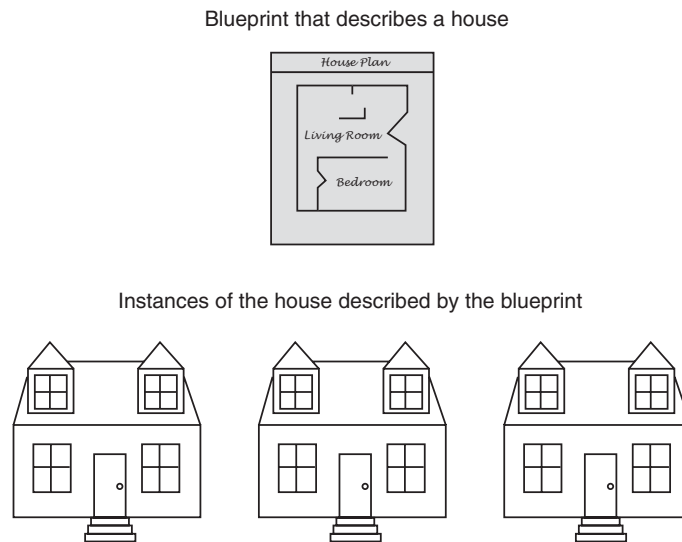 Blueprint that describes a house
House Plan
Living Room
Bedroom
Instances of the house described by the blueprint